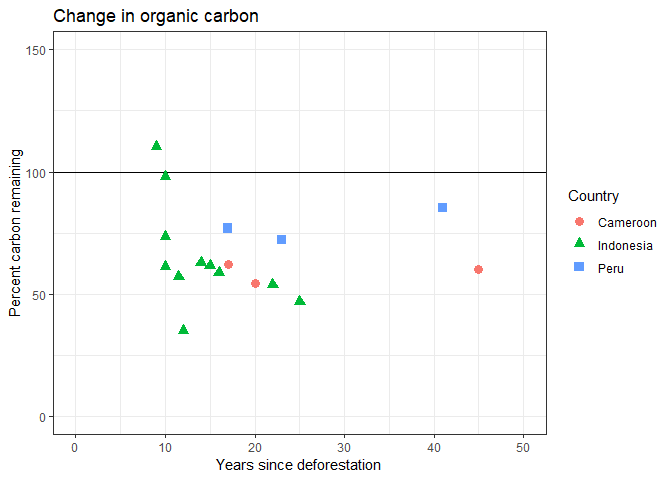 Change in organic carbon
150
100
50
0
Percent carbon remaining
0 10 20 30 40 50
Years since deforestation
Country
Cameroon
Indonesia
Peru